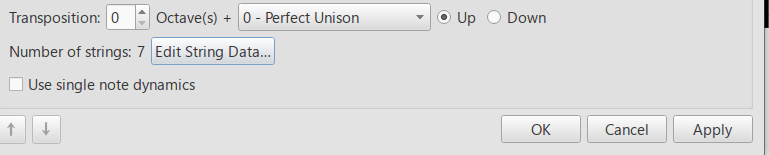 Transposition: 0 Octave(s) + 0 - Perfect Unison Up Down
Number of strings: 7 Edit String Data...
Use single note dynamics
OK Cancel Apply